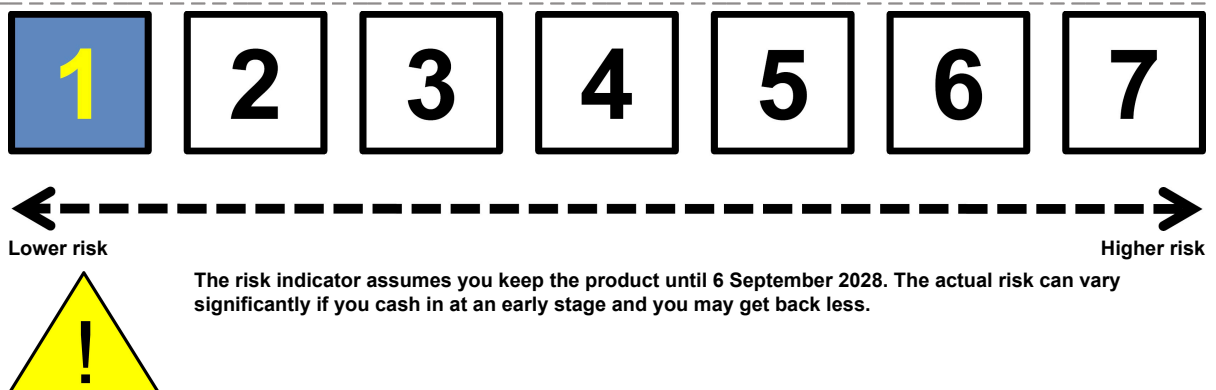 1 2 3 4 5 6 7
Lower risk Higher risk
The risk indicator assumes you keep the product until 6 September 2028. The actual risk can vary
significantly if you cash in at an early stage and you may get back less.
!